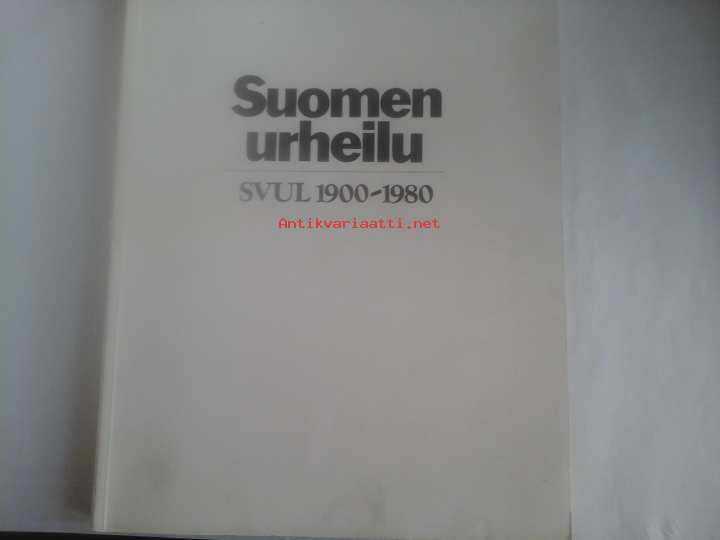 Suomen
urheilu
SVUL 1900-1980
Antikvariaatti.net